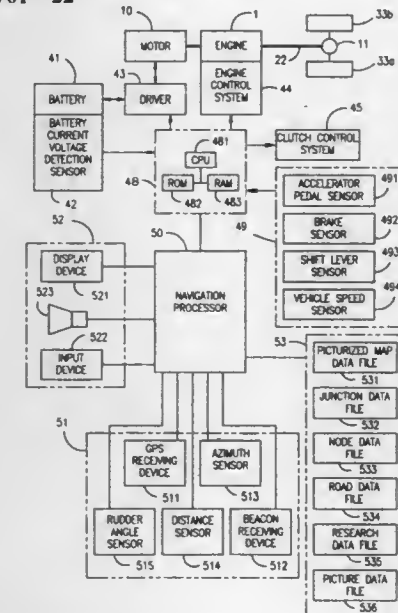 10
1
33b
MOTOR
ENGINE
11
22
33a
41
43
ENGINE
CONTROL
SYSTEM
44
BATTERY
DRIVER
45
BATTERY
CURRENT
VOLTAGE
DETECTION
SENSOR
42
481
CPU
ROM
RAM
48
482
483
CLUTCH CONTROL
SYSTEM
ACCELERATOR
PEDAL SENSOR
491
49
BRAKE
SENSOR
492
SHIFT LEVER
SENSOR
493
VEHICLE SPEED
SENSOR
494
52
50
DISPLAY
DEVICE
521
523
INPUT
DEVICE
522
NAVIGATION
PROCESSOR
53
PICTURIZED MAP
DATA FILE
531
JUNCTION DATA
FILE
532
NODE DATA
FILE
533
ROAD DATA
FILE
534
RESEARCH DATA
FILE
535
PICTURE DATA
FILE
536
51
GPS
RECEIVING
DEVICE
511
AZIMUTH
SENSOR
513
RUDDER
ANGLE
SENSOR
515
DISTANCE
SENSOR
514
BEACON
RECEIVING
DEVICE
512